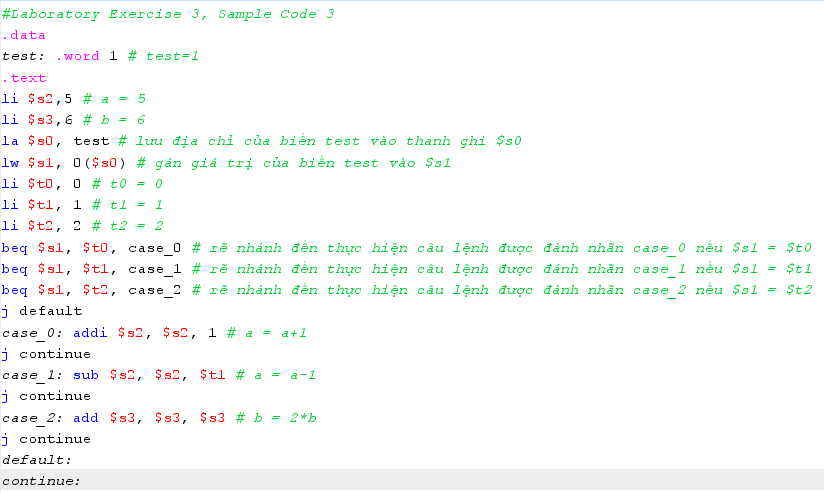 #Laboratory Exercise 3, Sample Code 3
.data
test: .word 1 # test=1
.text
li $s2,5 # a = 5
li $s3,6 # b = 6
la $s0, test # lưu địa chỉ của biến test vào thanh ghi $s0
lw $s1, 0($s0) # gán giá trị của biến test vào $s1
li $t0, 0 # t0 = 0
li $t1, 1 # t1 = 1
li $t2, 2 # t2 = 2
beq $s1, $t0, case_0 # rẽ nhánh đến thực hiện câu lệnh được đánh nhãn case_0 nếu $s1 = $t0
beq $s1, $t1, case_1 # rẽ nhánh đến thực hiện câu lệnh được đánh nhãn case_1 nếu $s1 = $t1
beq $s1, $t2, case_2 # rẽ nhánh đến thực hiện câu lệnh được đánh nhãn case_2 nếu $s1 = $t2
j default
case_0: addi $s2, $s2, 1 # a = a+1
j continue
case_1: sub $s2, $s2, $t1 # a = a-1
j continue
case_2: add $s3, $s3, $s3 # b = 2*b
j continue
default:
continue: